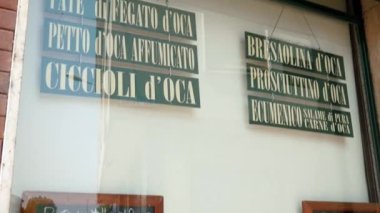 PATE' di FEGATO d'OCA
PETTO d'OCA AFFUMICATO
CICCIOLI d'OCA
BRESAOLINA d'OCA
PROSCIUTTINO d'OCA
ECUMENICO SALAME di PURA
CARNE d'OCA